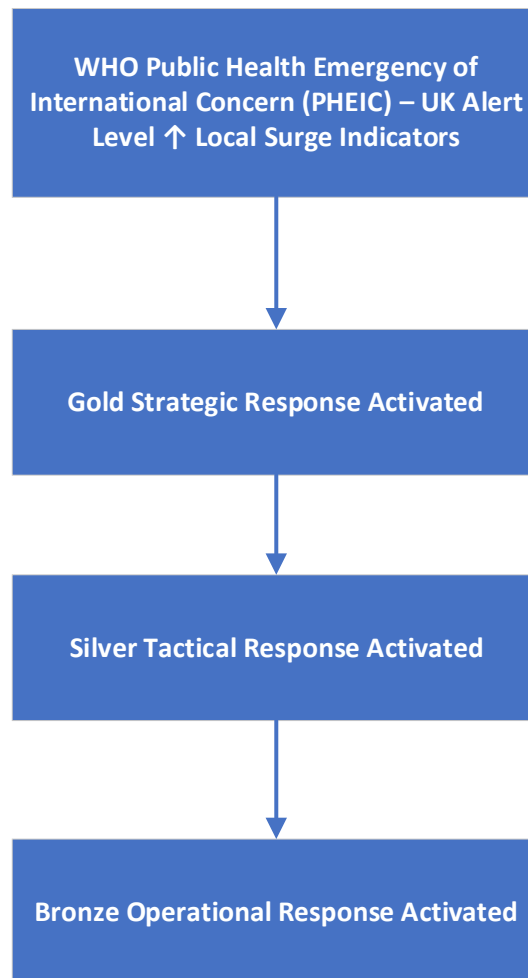 WHO Public Health Emergency of
International Concern (PHEIC) – UK Alert
Level ↑ Local Surge Indicators
Gold Strategic Response Activated
Silver Tactical Response Activated
Bronze Operational Response Activated